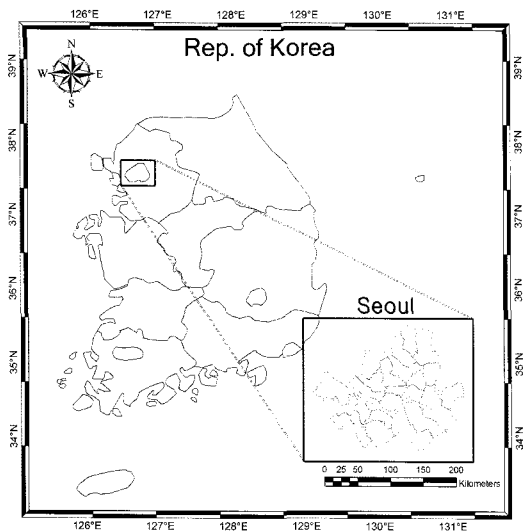 126°E 127°E 128°E 129°E 130°E 131°E
Rep. of Korea
N
W E
S
39°N 39°N
38°N 38°N
37°N 37°N
36°N 36°N
Seoul
35°N 35°N
34°N 34°N
0 25 50 100 150 200
Kilometers
126°E 127°E 128°E 129°E 130°E 131°E